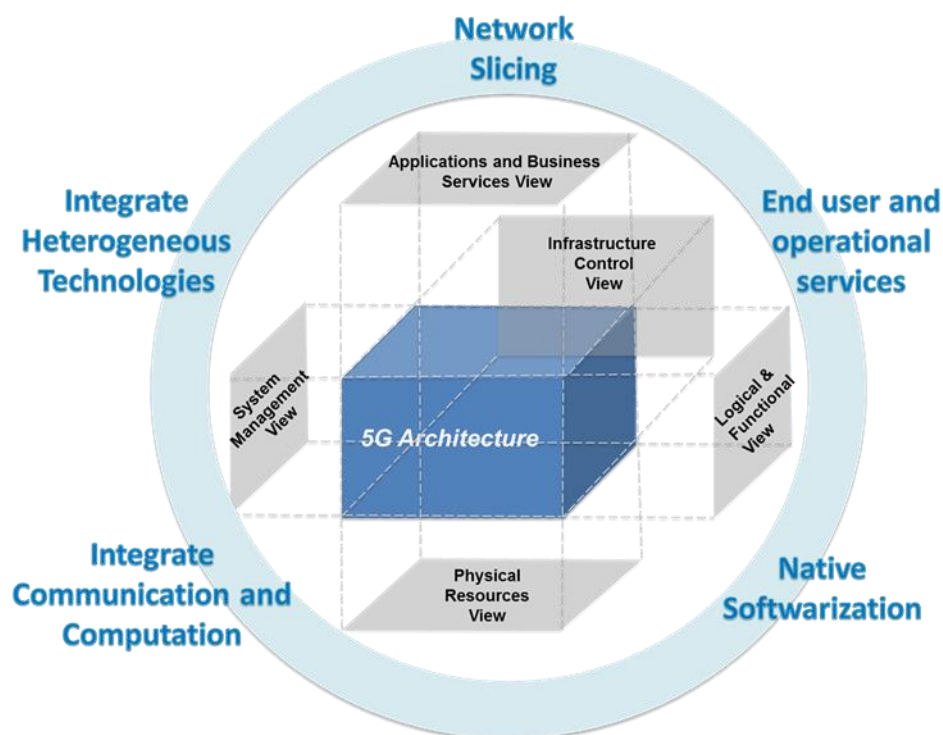 Network
Slicing
Applications and Business
Services View
Integrate
Heterogeneous
Technologies
End user and
operational
services
Infrastructure
Control
View
System
Management
View
5G Architecture
Logical &
Functional
View
Integrate
Communication and
Computation
Physical
Resources
View
Native
Softwarization